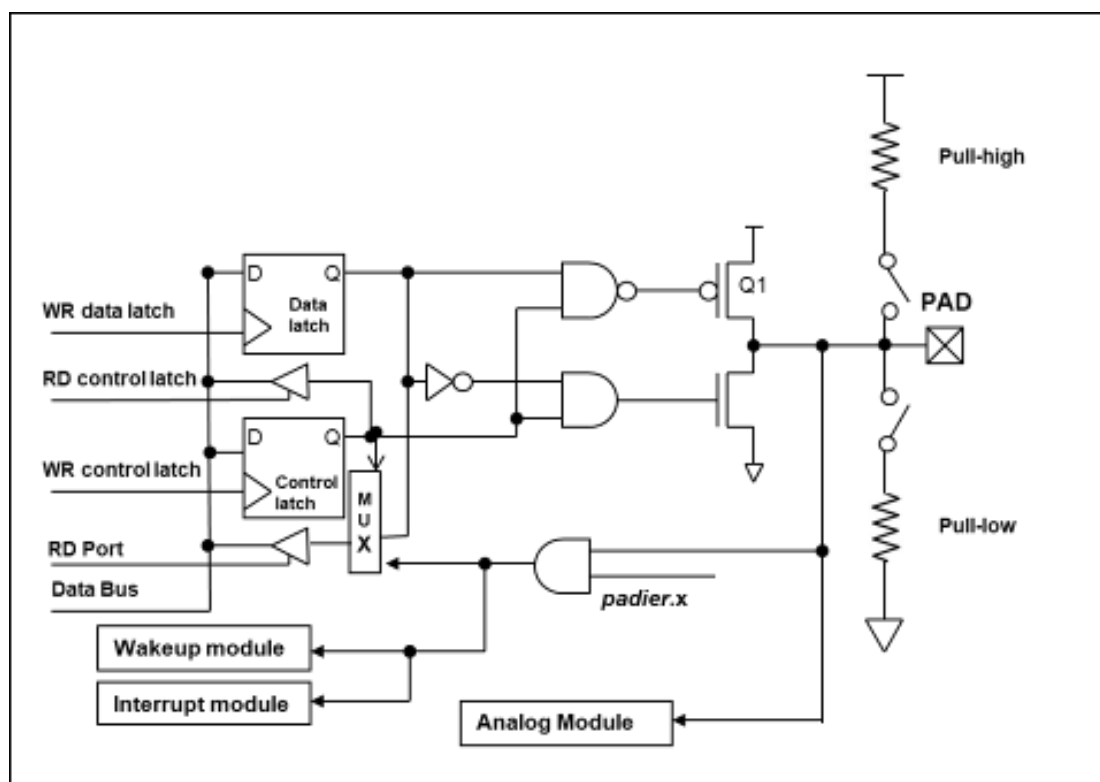 Pull-high
D
Q
Data
latch
WR data latch
Q1
PAD
RD control latch
D
Q
WR control latch
Control
latch
M
U
X
Pull-low
RD Port
Data Bus
padier.x
Wakeup module
Interrupt module
Analog Module